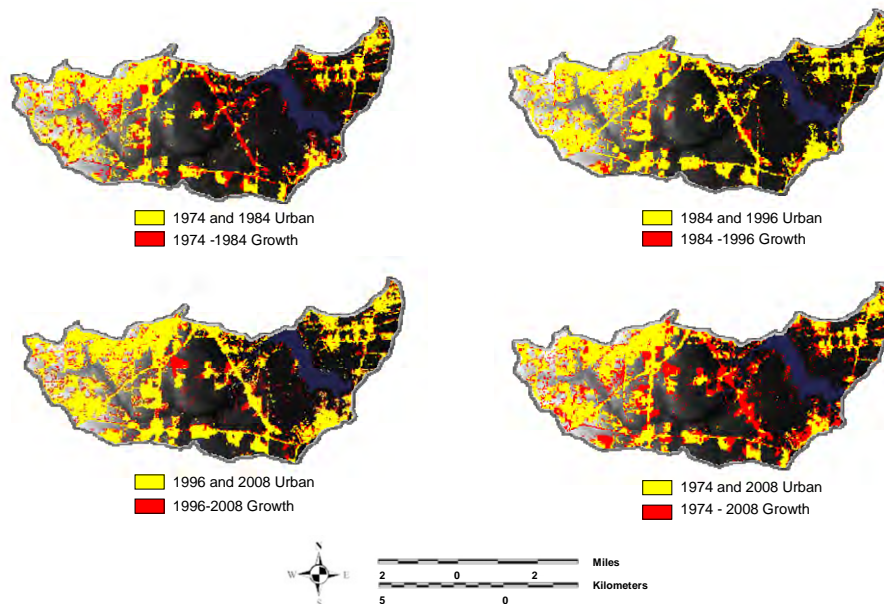 1974 and 1984 Urban
1974 -1984 Growth
1984 and 1996 Urban
1984 -1996 Growth
1996 and 2008 Urban
1996-2008 Growth
1974 and 2008 Urban
1974 - 2008 Growth
N
W E
S
Miles
2 0 2
Kilometers
5 0